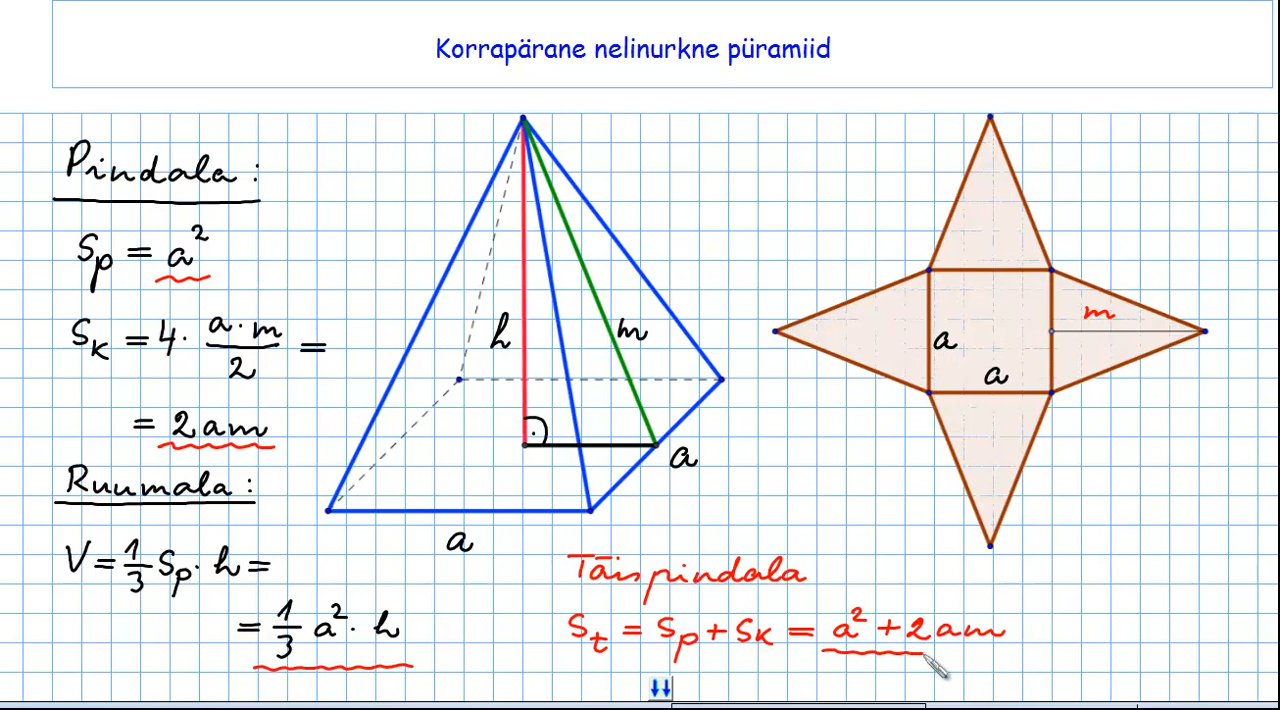 Korrapärane nelinurkne püramiid
Pindala:
Sp = a²
Sk = 4 · a·m/2 =
= 2am
Ruumala:
V = 1/3 Sp · h =
= 1/3 a² · h
h
m
a
a
m
a
a
Täispindala
St = Sp + Sk = a² + 2am